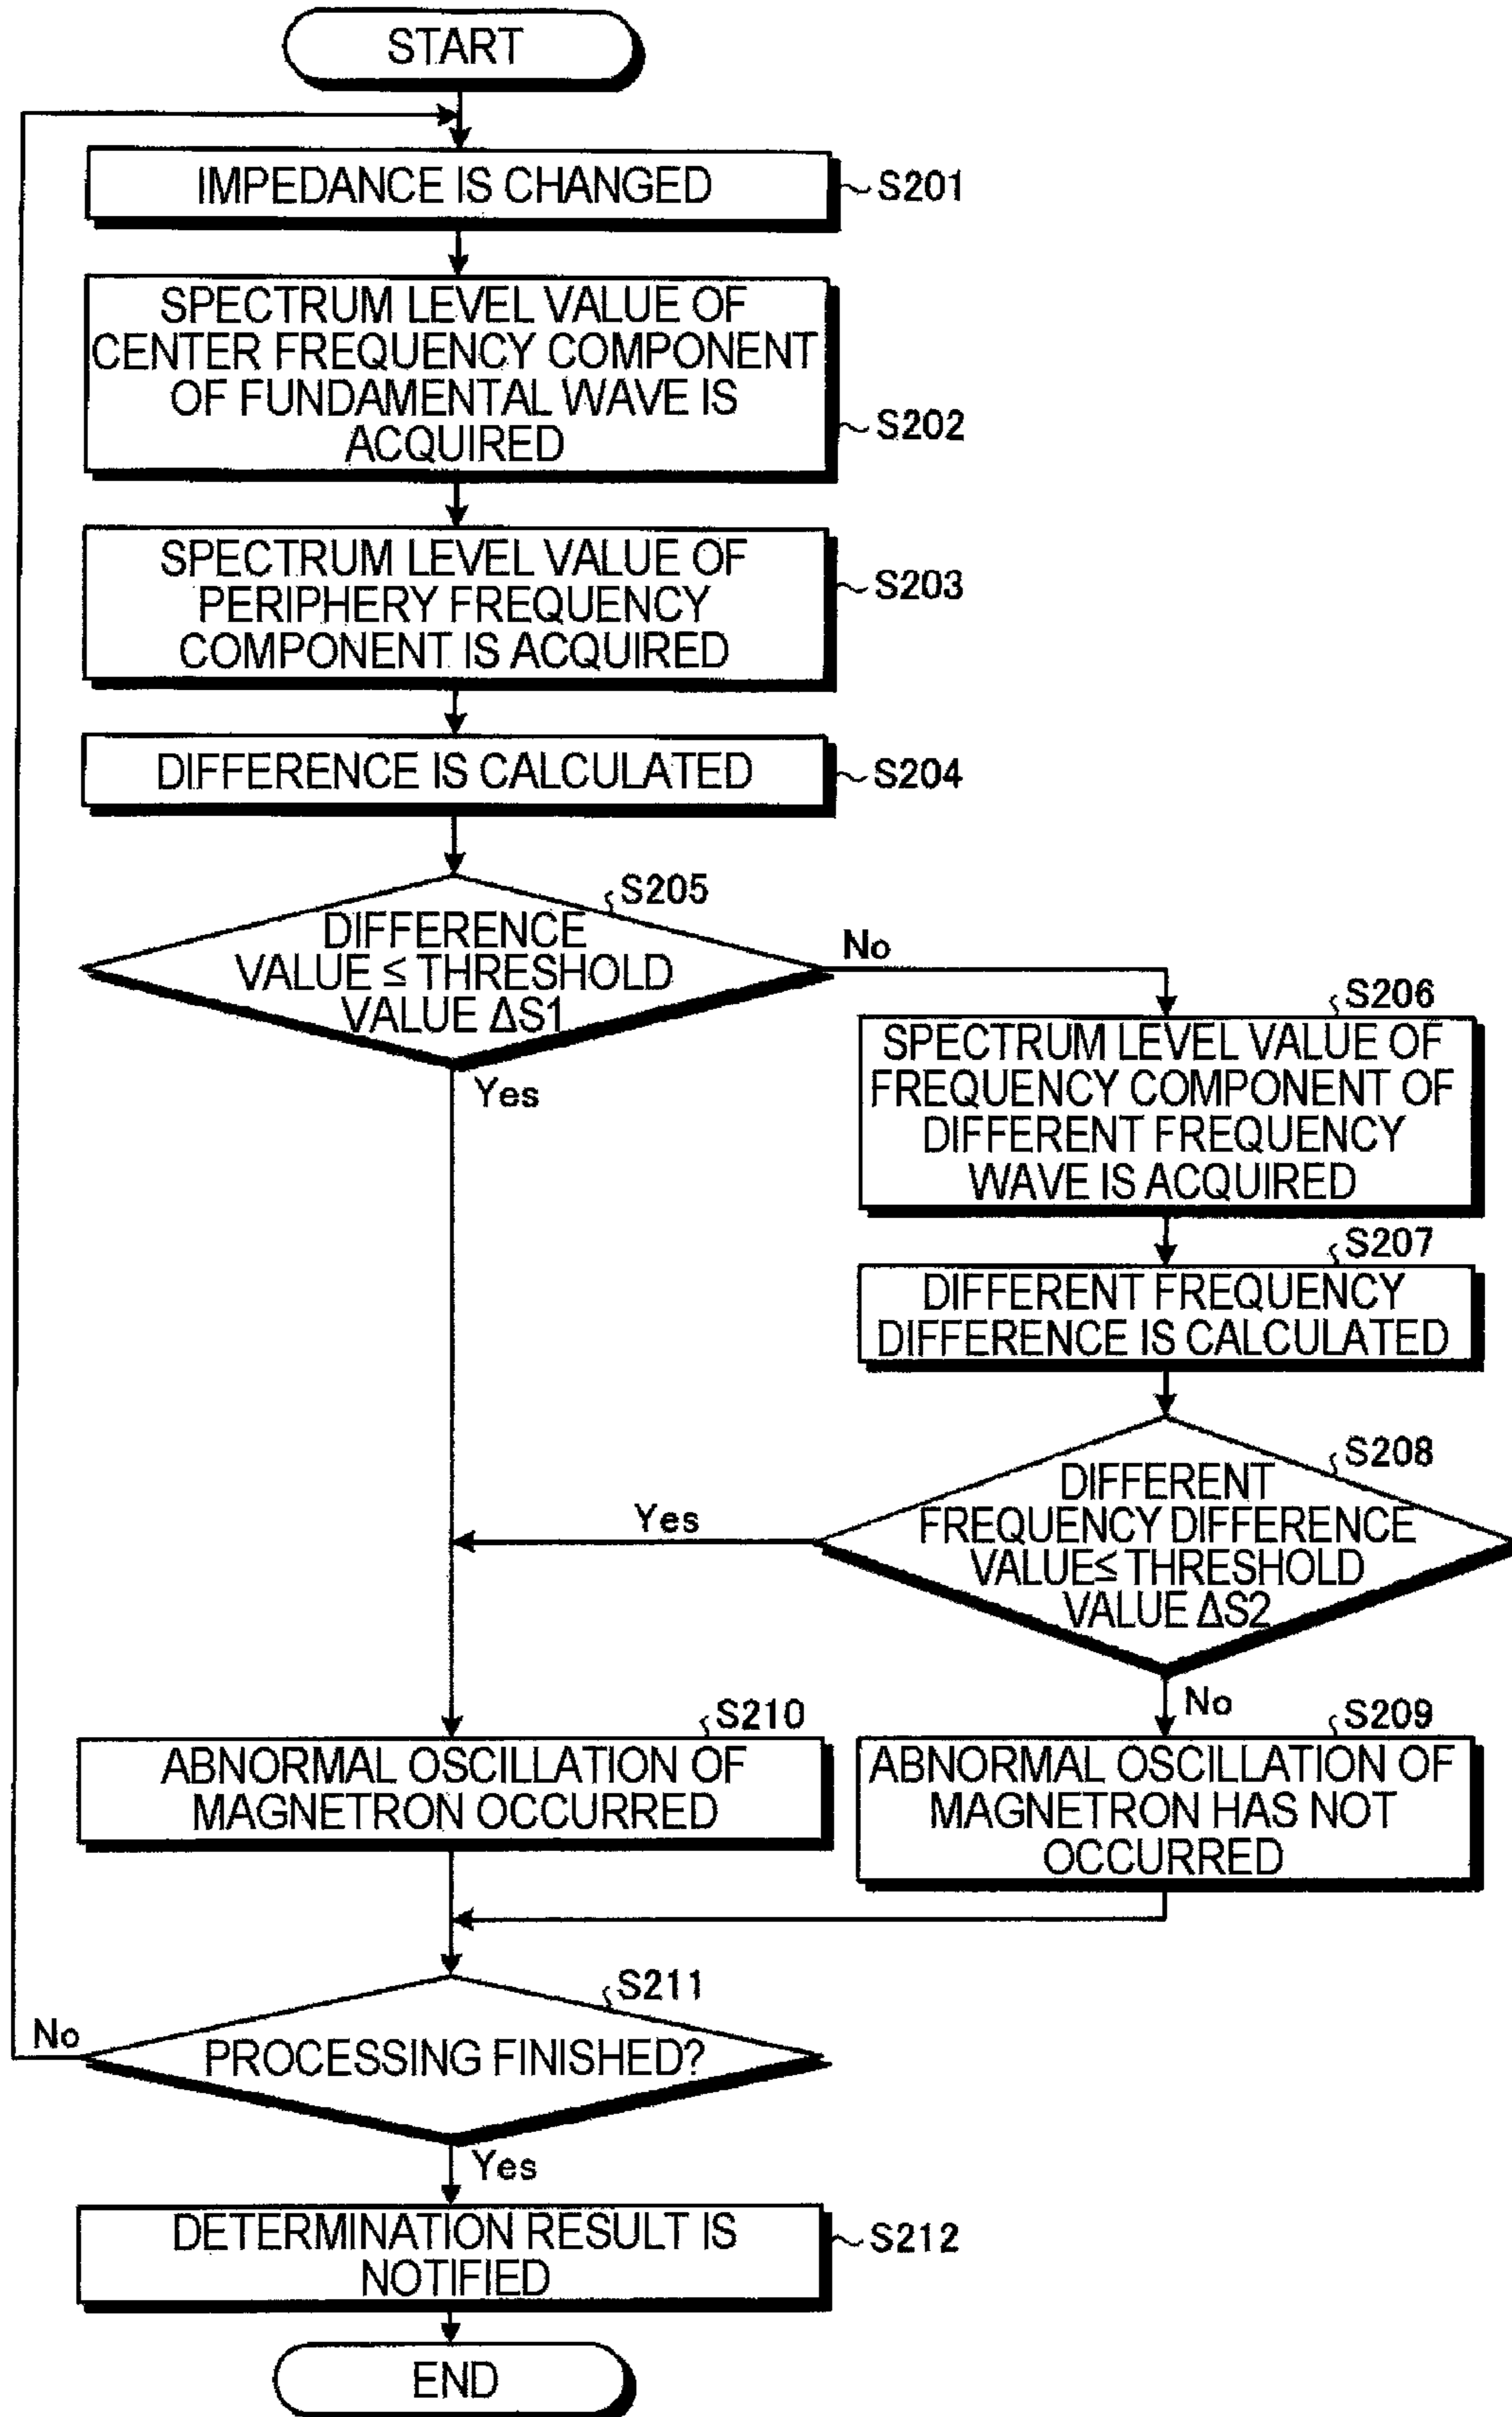 START
IMPEDANCE IS CHANGED
S201
SPECTRUM LEVEL VALUE OF
CENTER FREQUENCY COMPONENT
OF FUNDAMENTAL WAVE IS
ACQUIRED
S202
SPECTRUM LEVEL VALUE OF
PERIPHERY FREQUENCY
COMPONENT IS ACQUIRED
S203
DIFFERENCE IS CALCULATED
S204
S205
DIFFERENCE
VALUE ≤ THRESHOLD
VALUE ΔS1
No
Yes
S206
SPECTRUM LEVEL VALUE OF
FREQUENCY COMPONENT OF
DIFFERENT FREQUENCY
WAVE IS ACQUIRED
S207
DIFFERENT FREQUENCY
DIFFERENCE IS CALCULATED
S208
DIFFERENT
FREQUENCY DIFFERENCE
VALUE≤ THRESHOLD
VALUE ΔS2
Yes
No
S210
ABNORMAL OSCILLATION OF
MAGNETRON OCCURRED
S209
ABNORMAL OSCILLATION OF
MAGNETRON HAS NOT
OCCURRED
S211
PROCESSING FINISHED?
No
Yes
DETERMINATION RESULT IS
NOTIFIED
S212
END